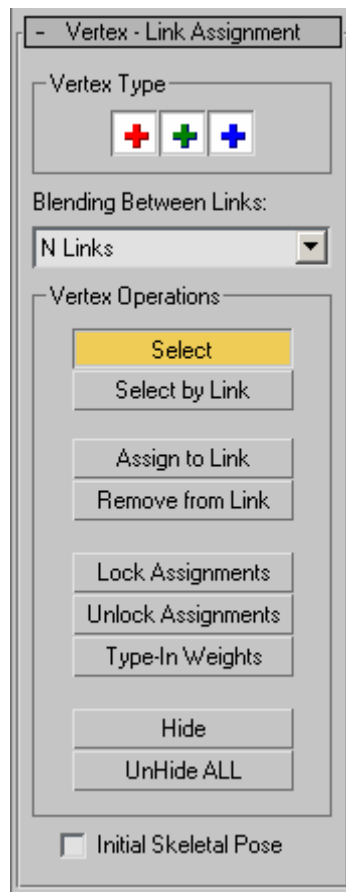 - Vertex - Link Assignment
Vertex Type
Blending Between Links:
N Links
Vertex Operations
Select
Select by Link
Assign to Link
Remove from Link
Lock Assignments
Unlock Assignments
Type-In Weights
Hide
UnHide ALL
Initial Skeletal Pose